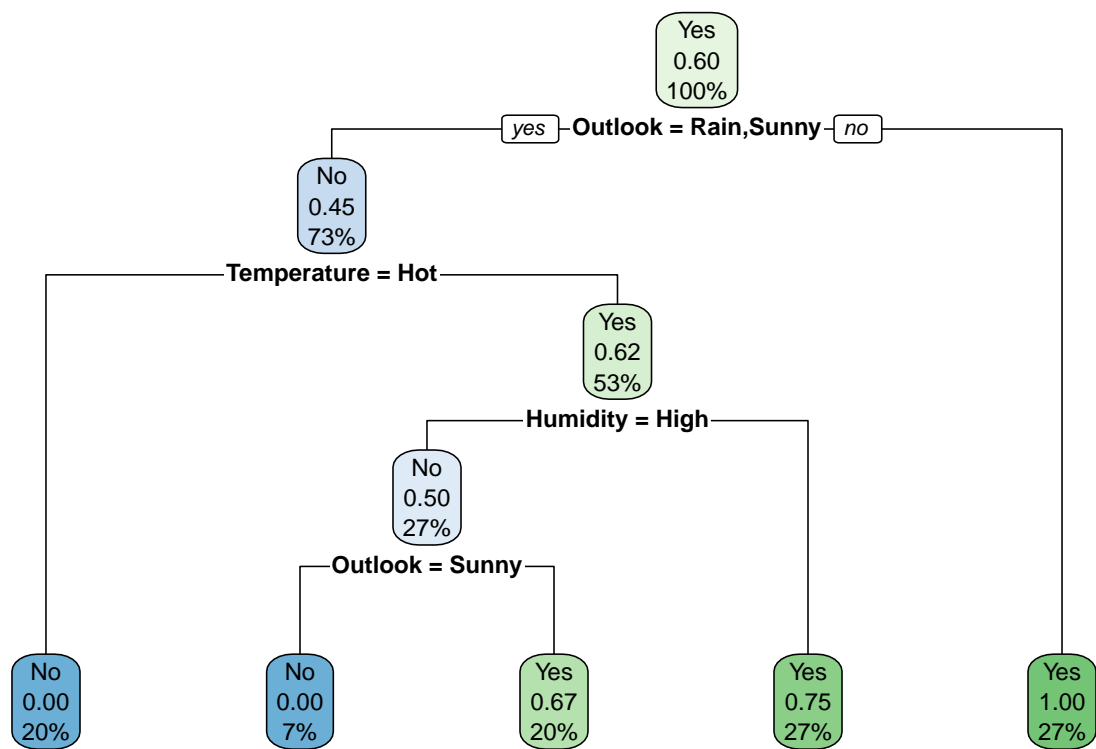 Yes
0.60
100%
yes Outlook = Rain,Sunny no
No
0.45
73%
Temperature = Hot
Yes
0.62
53%
Humidity = High
No
0.50
27%
Outlook = Sunny
No
0.00
20%
No
0.00
7%
Yes
0.67
20%
Yes
0.75
27%
Yes
1.00
27%